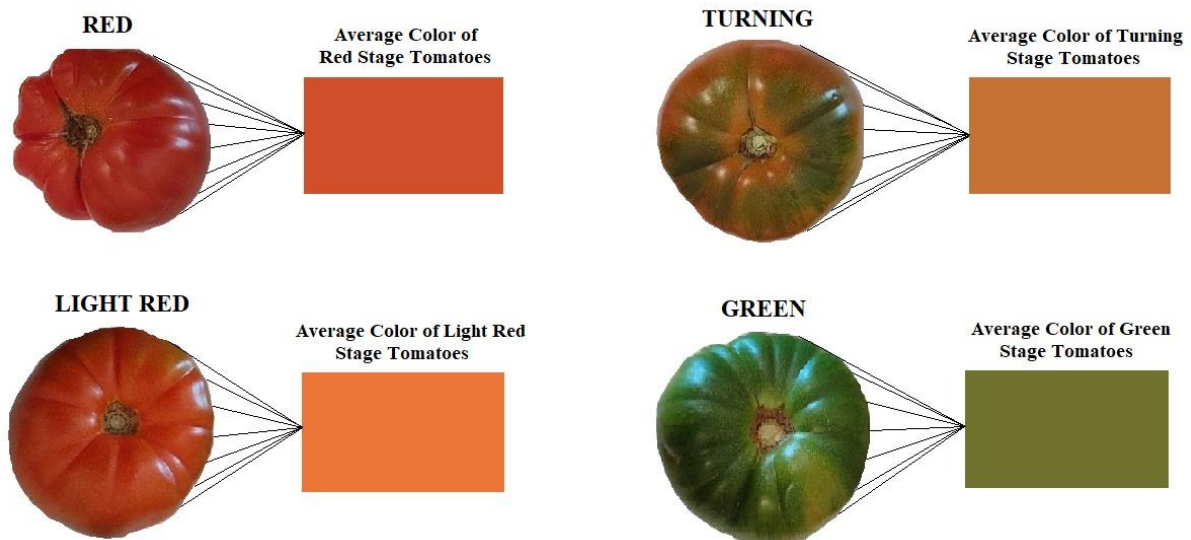 RED
Average Color of
Red Stage Tomatoes
TURNING
Average Color of Turning
Stage Tomatoes
LIGHT RED
Average Color of Light Red
Stage Tomatoes
GREEN
Average Color of Green
Stage Tomatoes